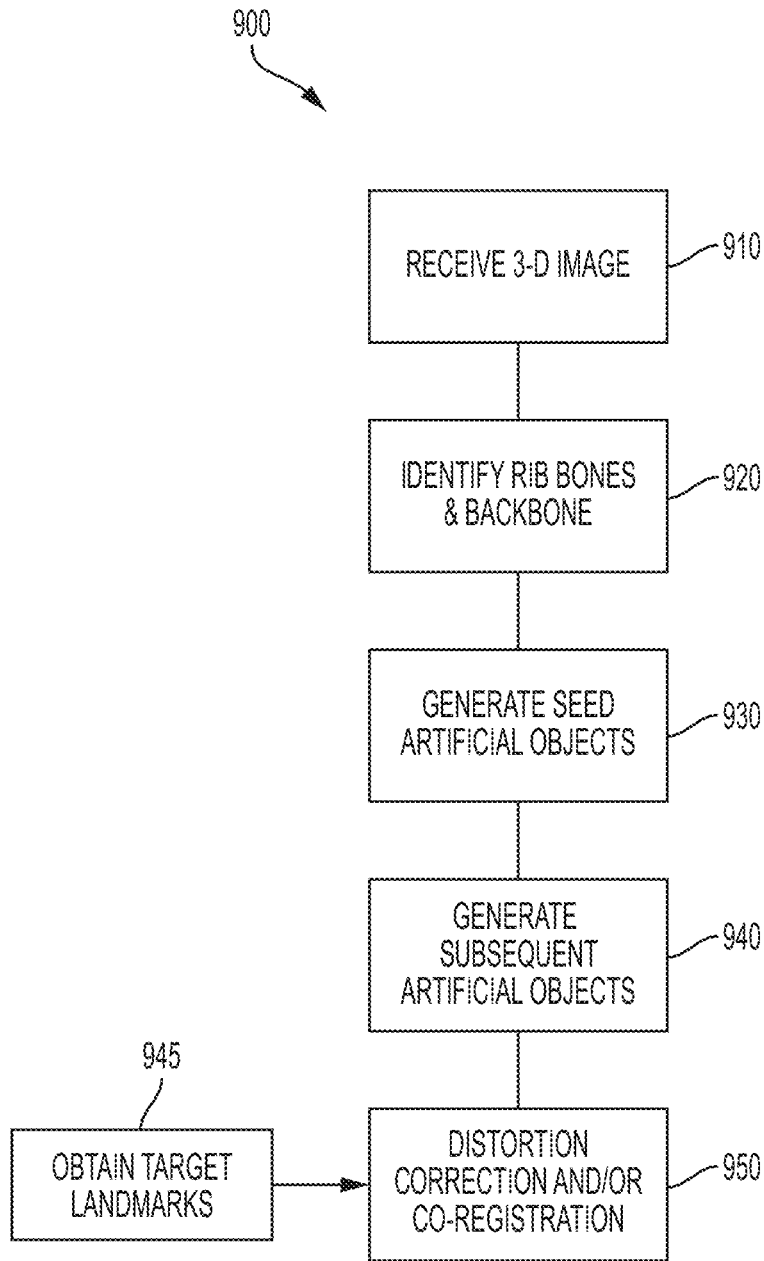 900
RECEIVE 3-D IMAGE
910
IDENTIFY RIB BONES
& BACKBONE
920
GENERATE SEED
ARTIFICIAL OBJECTS
930
GENERATE
SUBSEQUENT
ARTIFICIAL OBJECTS
940
945
OBTAIN TARGET
LANDMARKS
DISTORTION
CORRECTION AND/OR
CO-REGISTRATION
950